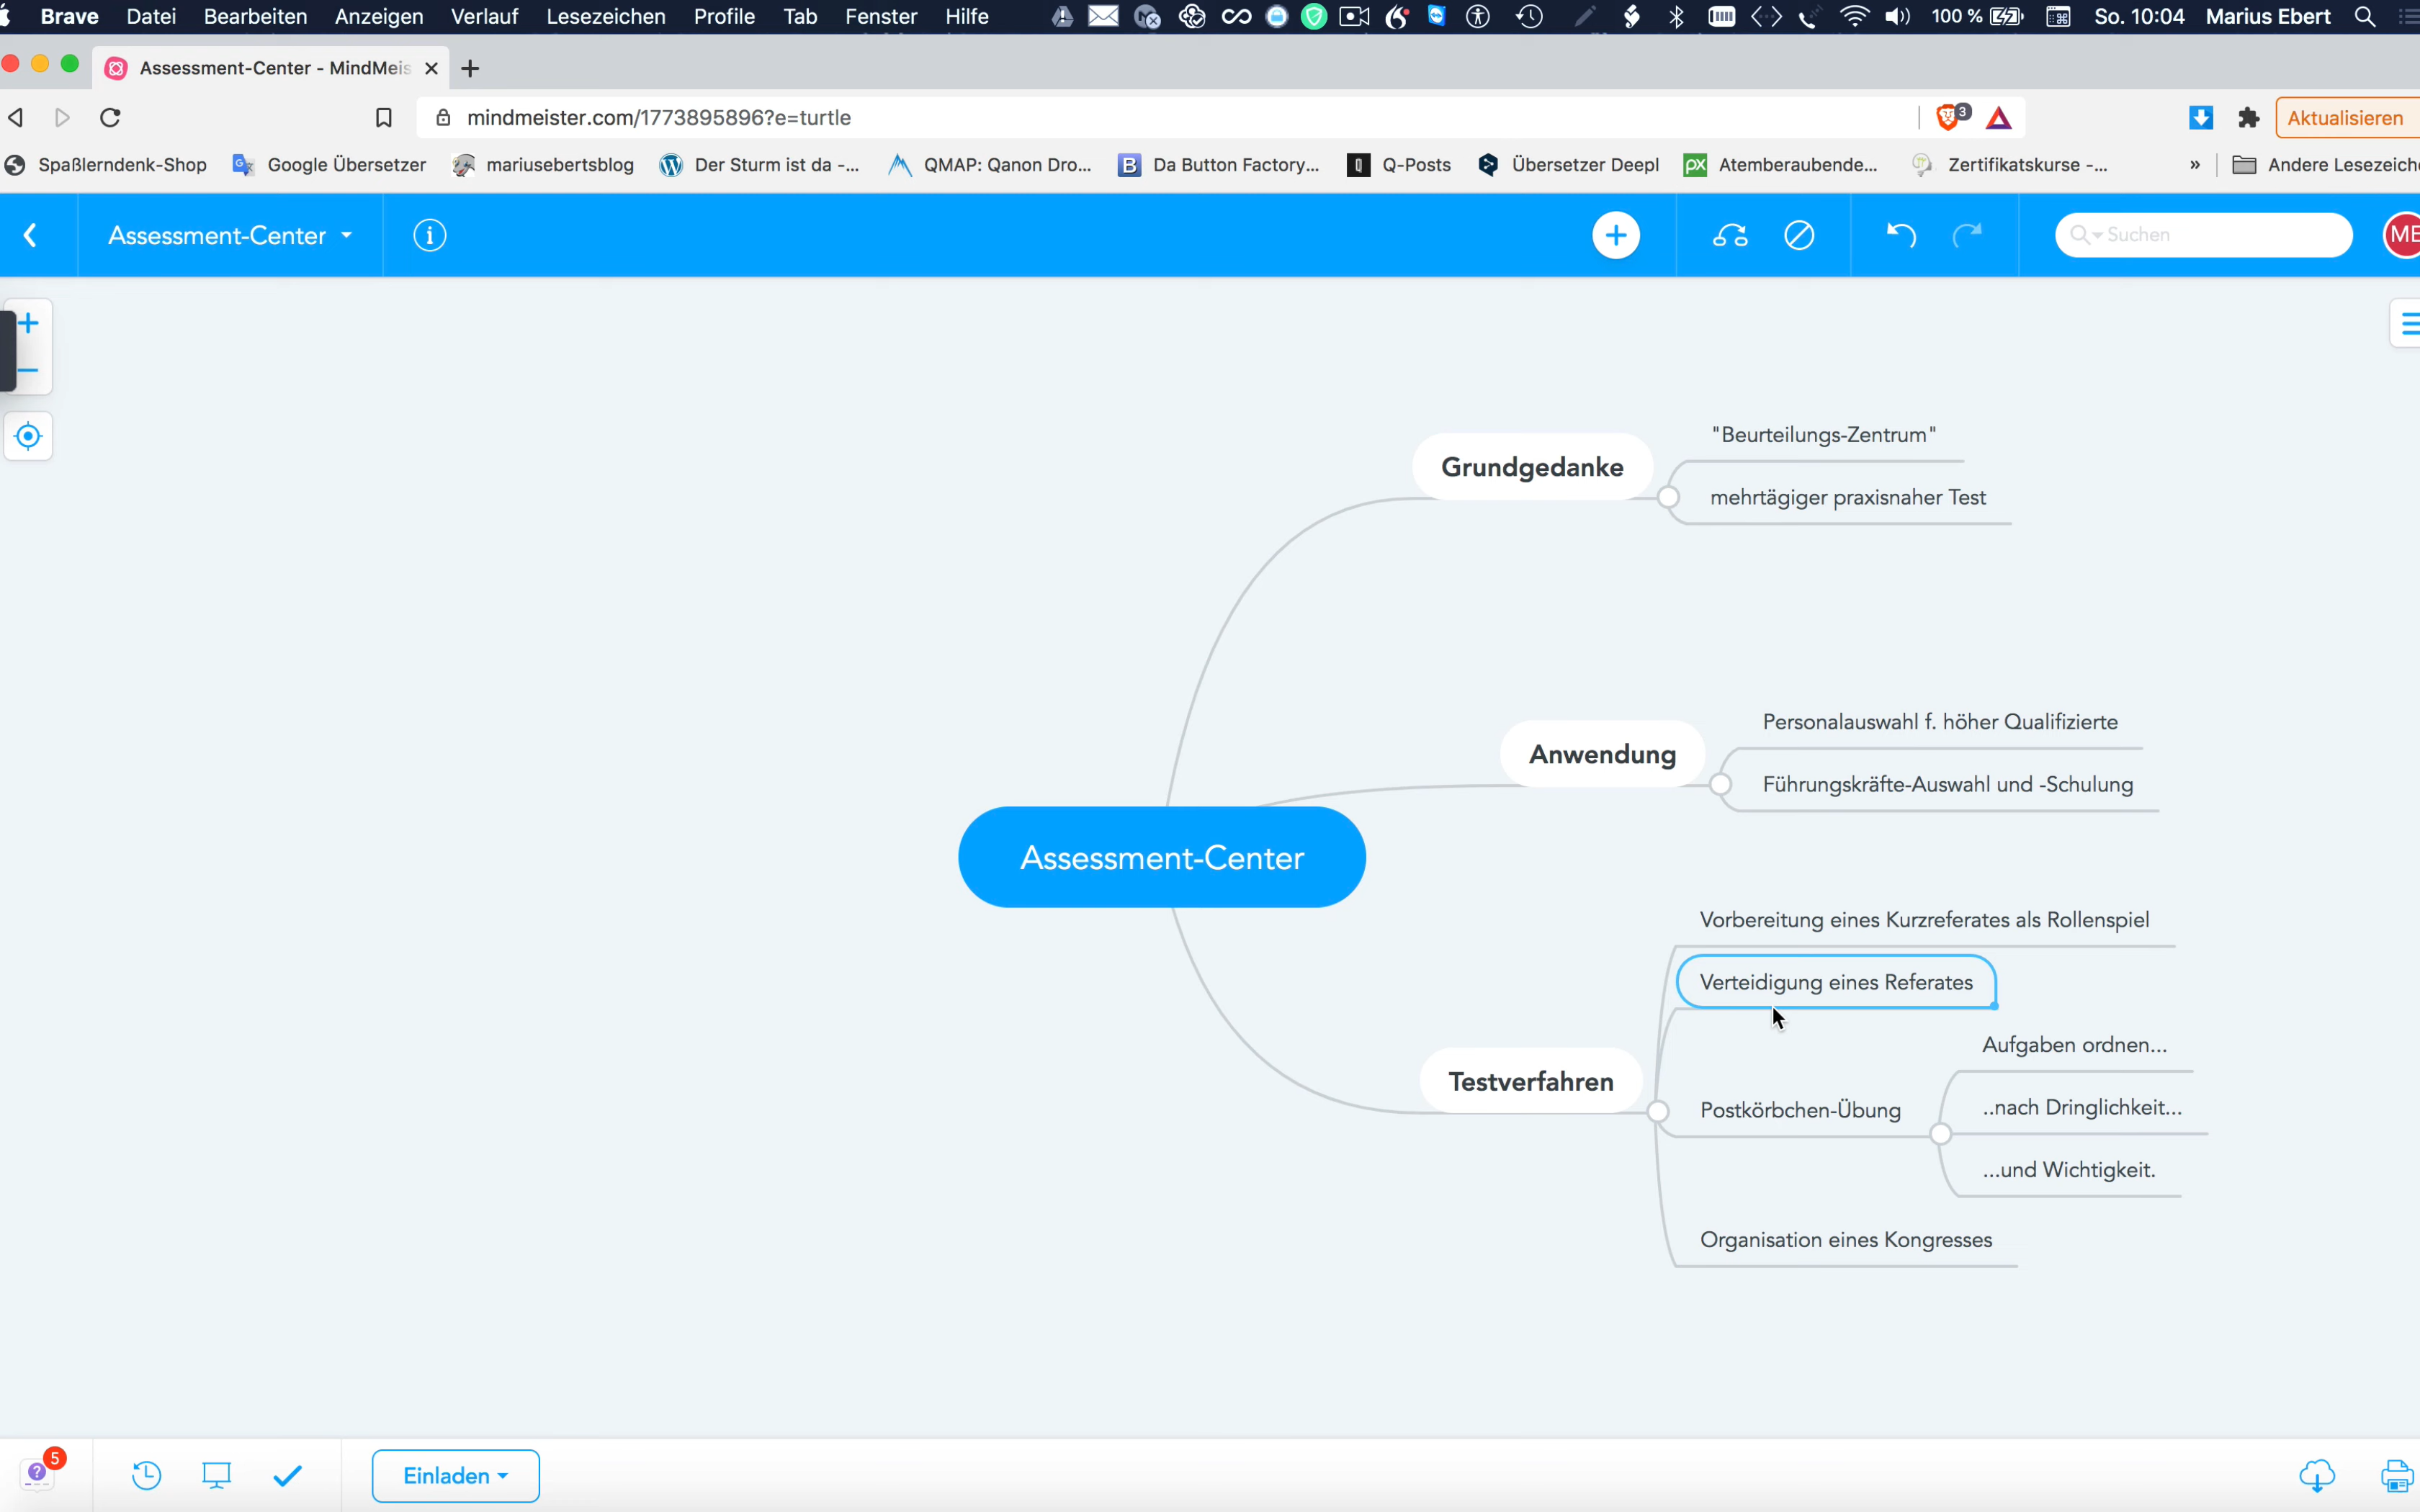 Brave Datei Bearbeiten Anzeigen Verlauf Lesezeichen Profile Tab Fenster Hilfe 100 % So. 10:04 Marius Ebert
Assessment-Center - MindMeis
mindmeister.com/1773895896?e=turtle 3 Aktualisieren
Spaßlerndenk-Shop Google Übersetzer mariusebertsblog Der Sturm ist da -... QMAP: Qanon Dro... B Da Button Factory... Q Q-Posts Übersetzer Deepl px Atemberaubende... Zertifikatskurse -... » Andere Lesezeich
Assessment-Center Suchen ME
"Beurteilungs-Zentrum"
Grundgedanke
mehrtägiger praxisnaher Test
Personalauswahl f. höher Qualifizierte
Anwendung
Führungskräfte-Auswahl und -Schulung
Assessment-Center
Vorbereitung eines Kurzreferates als Rollenspiel
Verteidigung eines Referates
Aufgaben ordnen...
Testverfahren
Postkörbchen-Übung
..nach Dringlichkeit...
...und Wichtigkeit.
Organisation eines Kongresses
5
Einladen